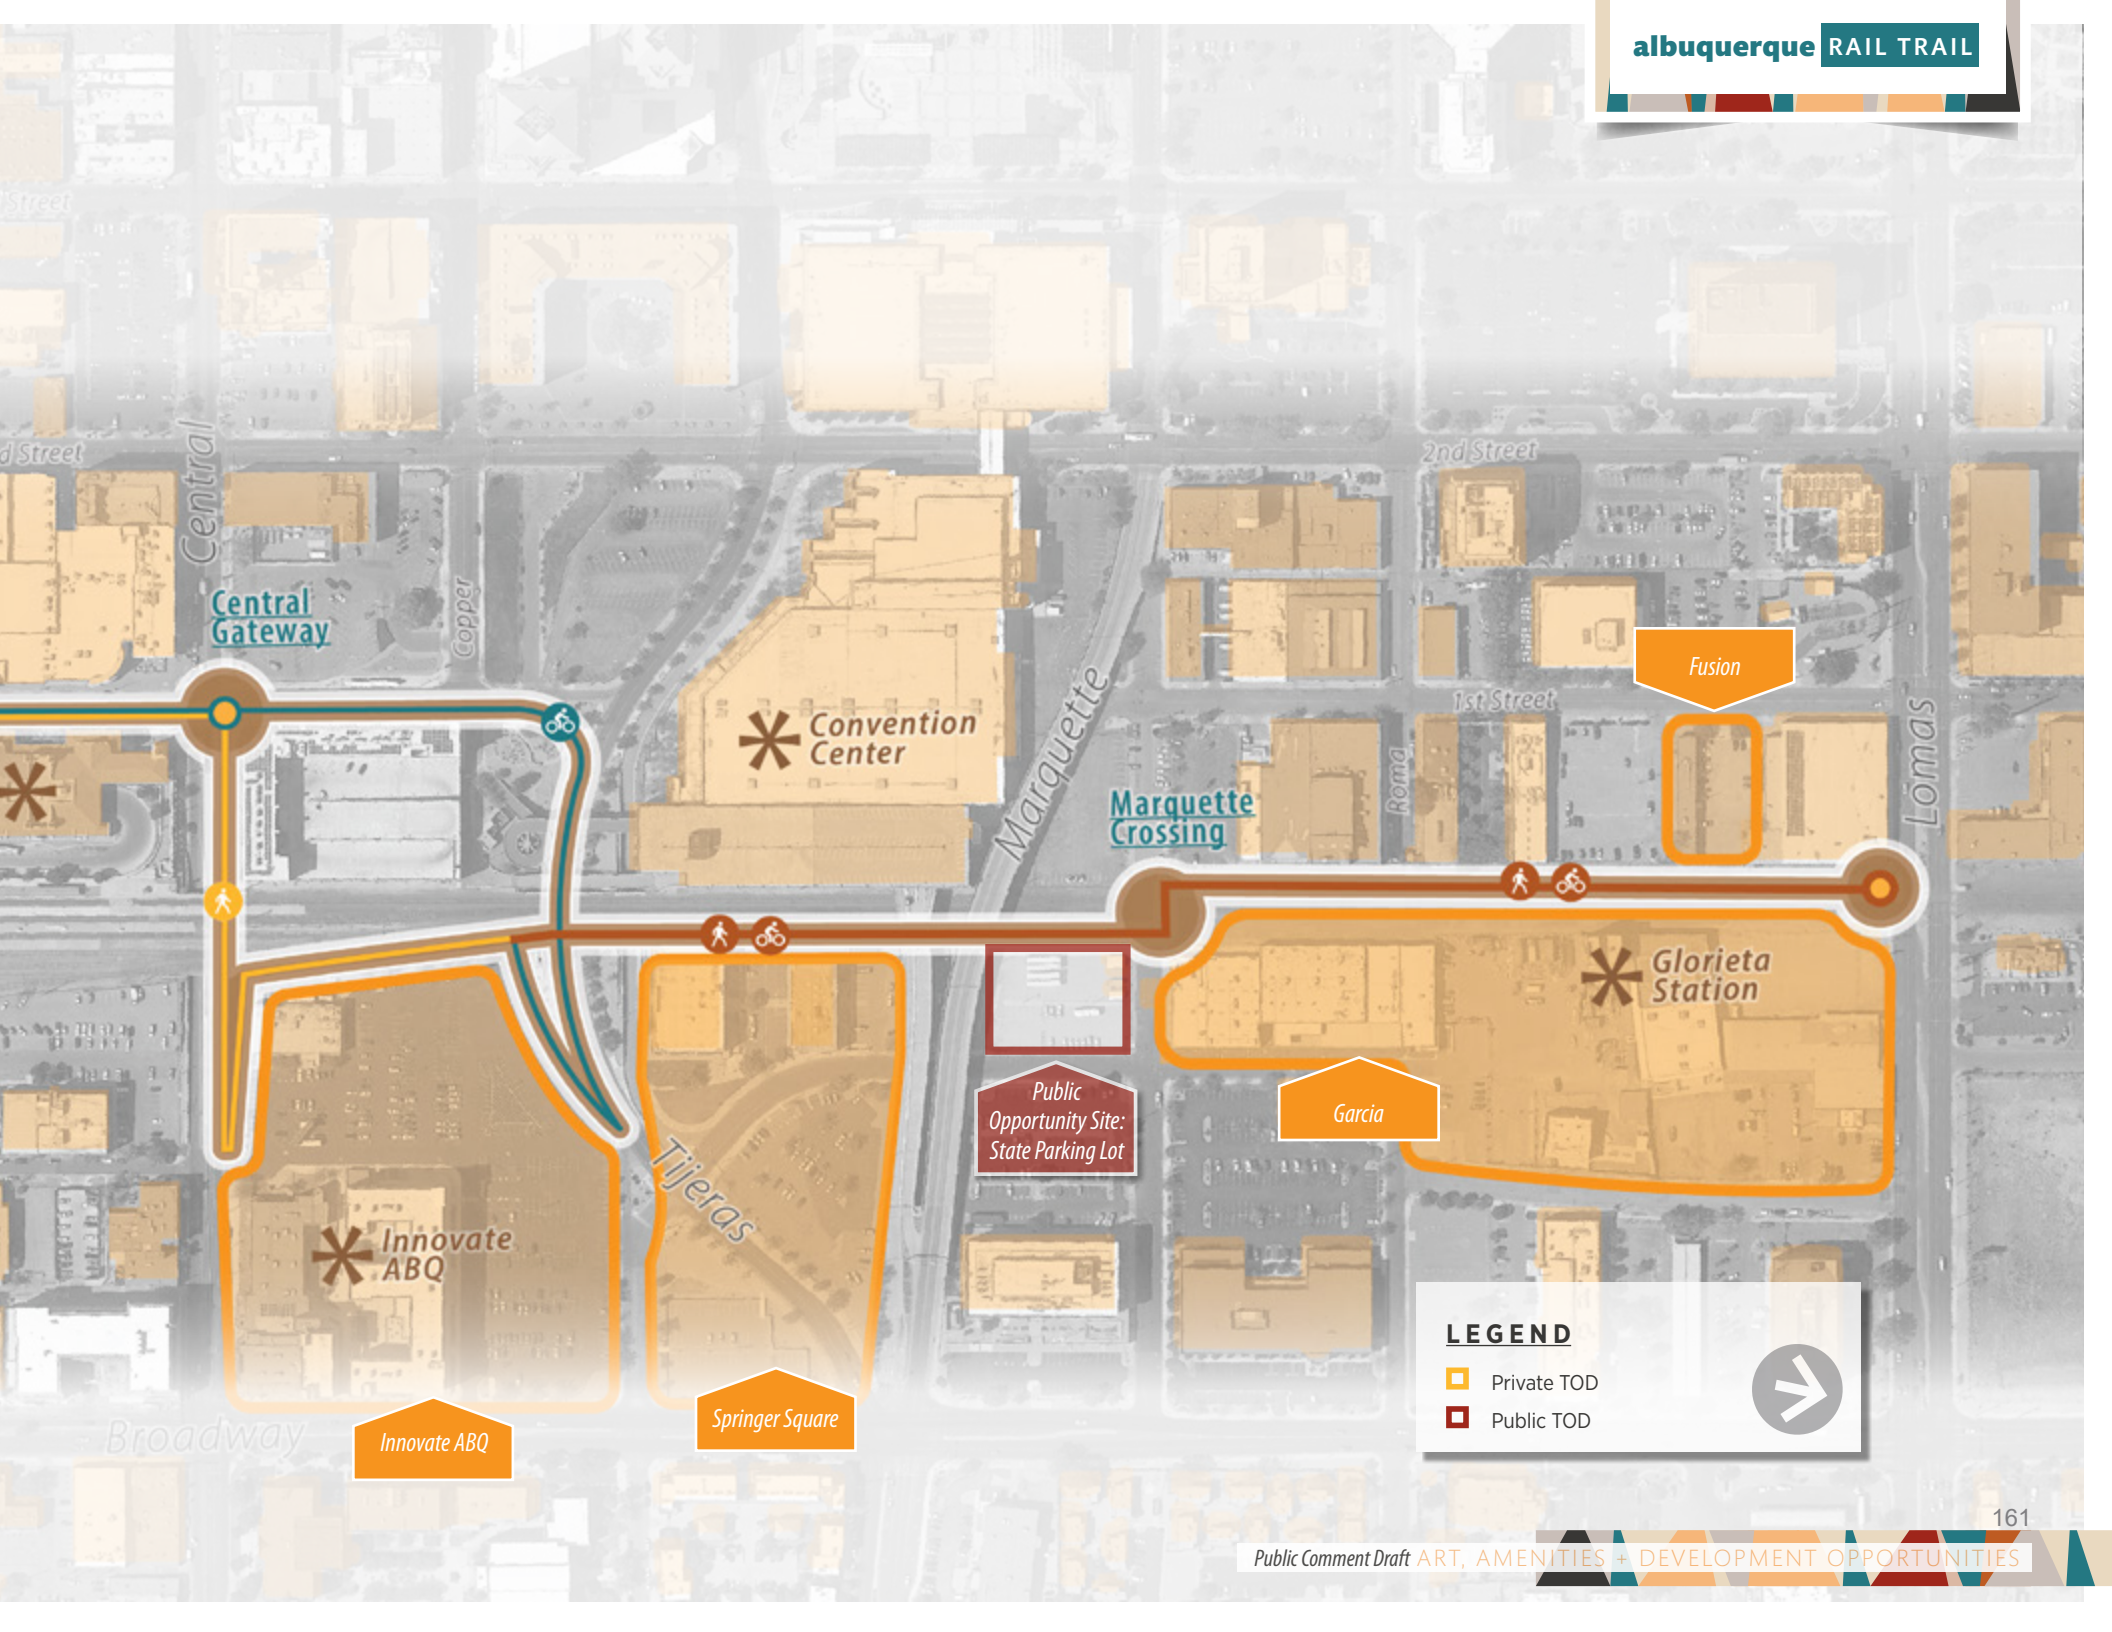 albuquerque RAIL TRAIL
Street
d Street
Central
2nd Street
Central
Gateway
Copper
Fusion
1st Street
Convention
Center
Marquette
Roma
Lomas
Marquette
Crossing
Glorieta
Station
Public
Opportunity Site:
State Parking Lot
Garcia
Tijeras
Innovate
ABQ
LEGEND
Private TOD
Public TOD
Broadway
Innovate ABQ
Springer Square
161
Public Comment Draft ART, AMENITIES + DEVELOPMENT OPPORTUNITIES